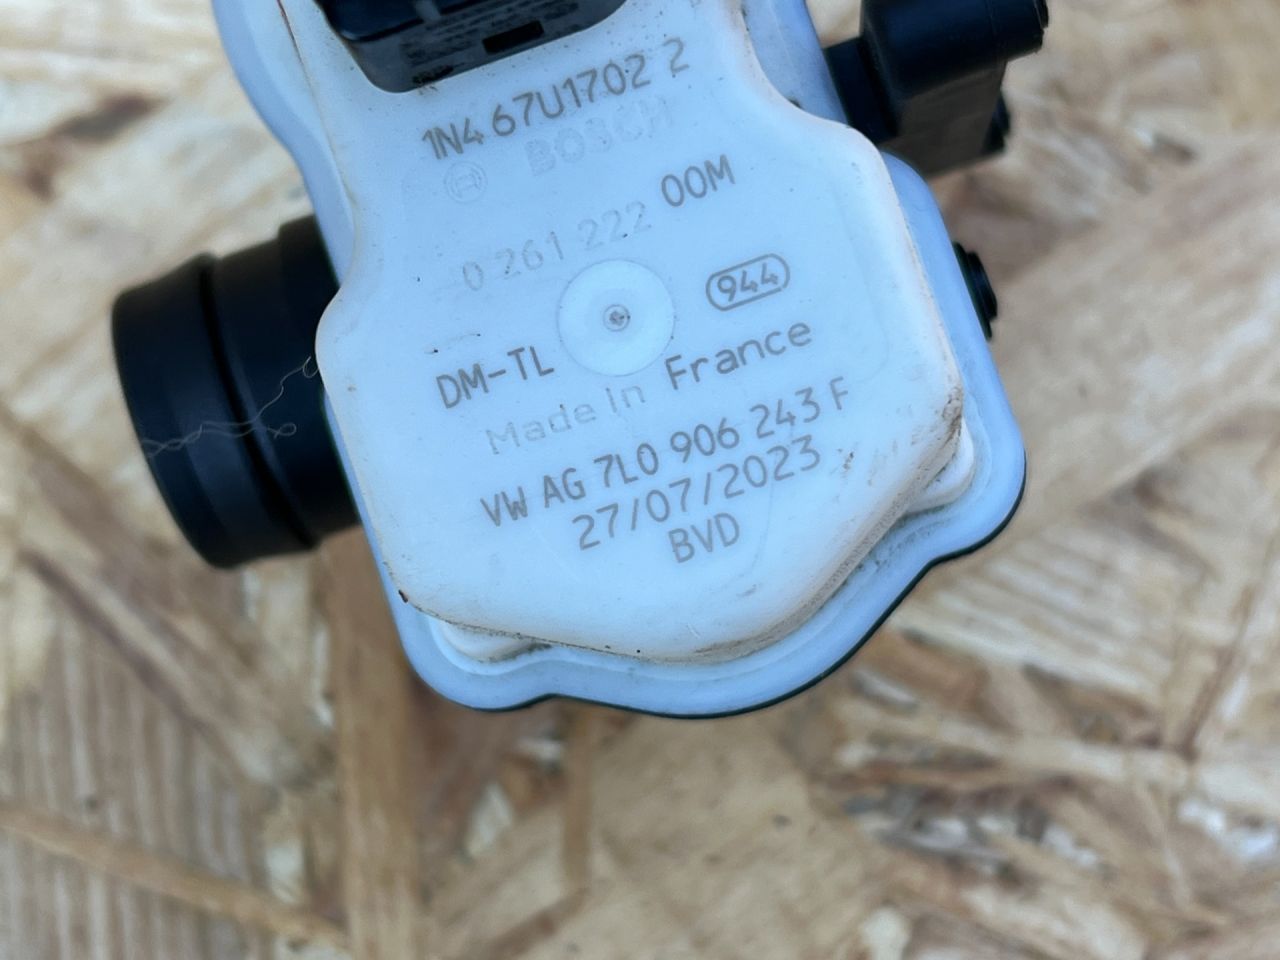 1N4 67U1702 2
BOSCH
0 261 222 00M
944
DM-TL
Made in France
VW AG 7L0 906 243 F
27/07/2023
BVD